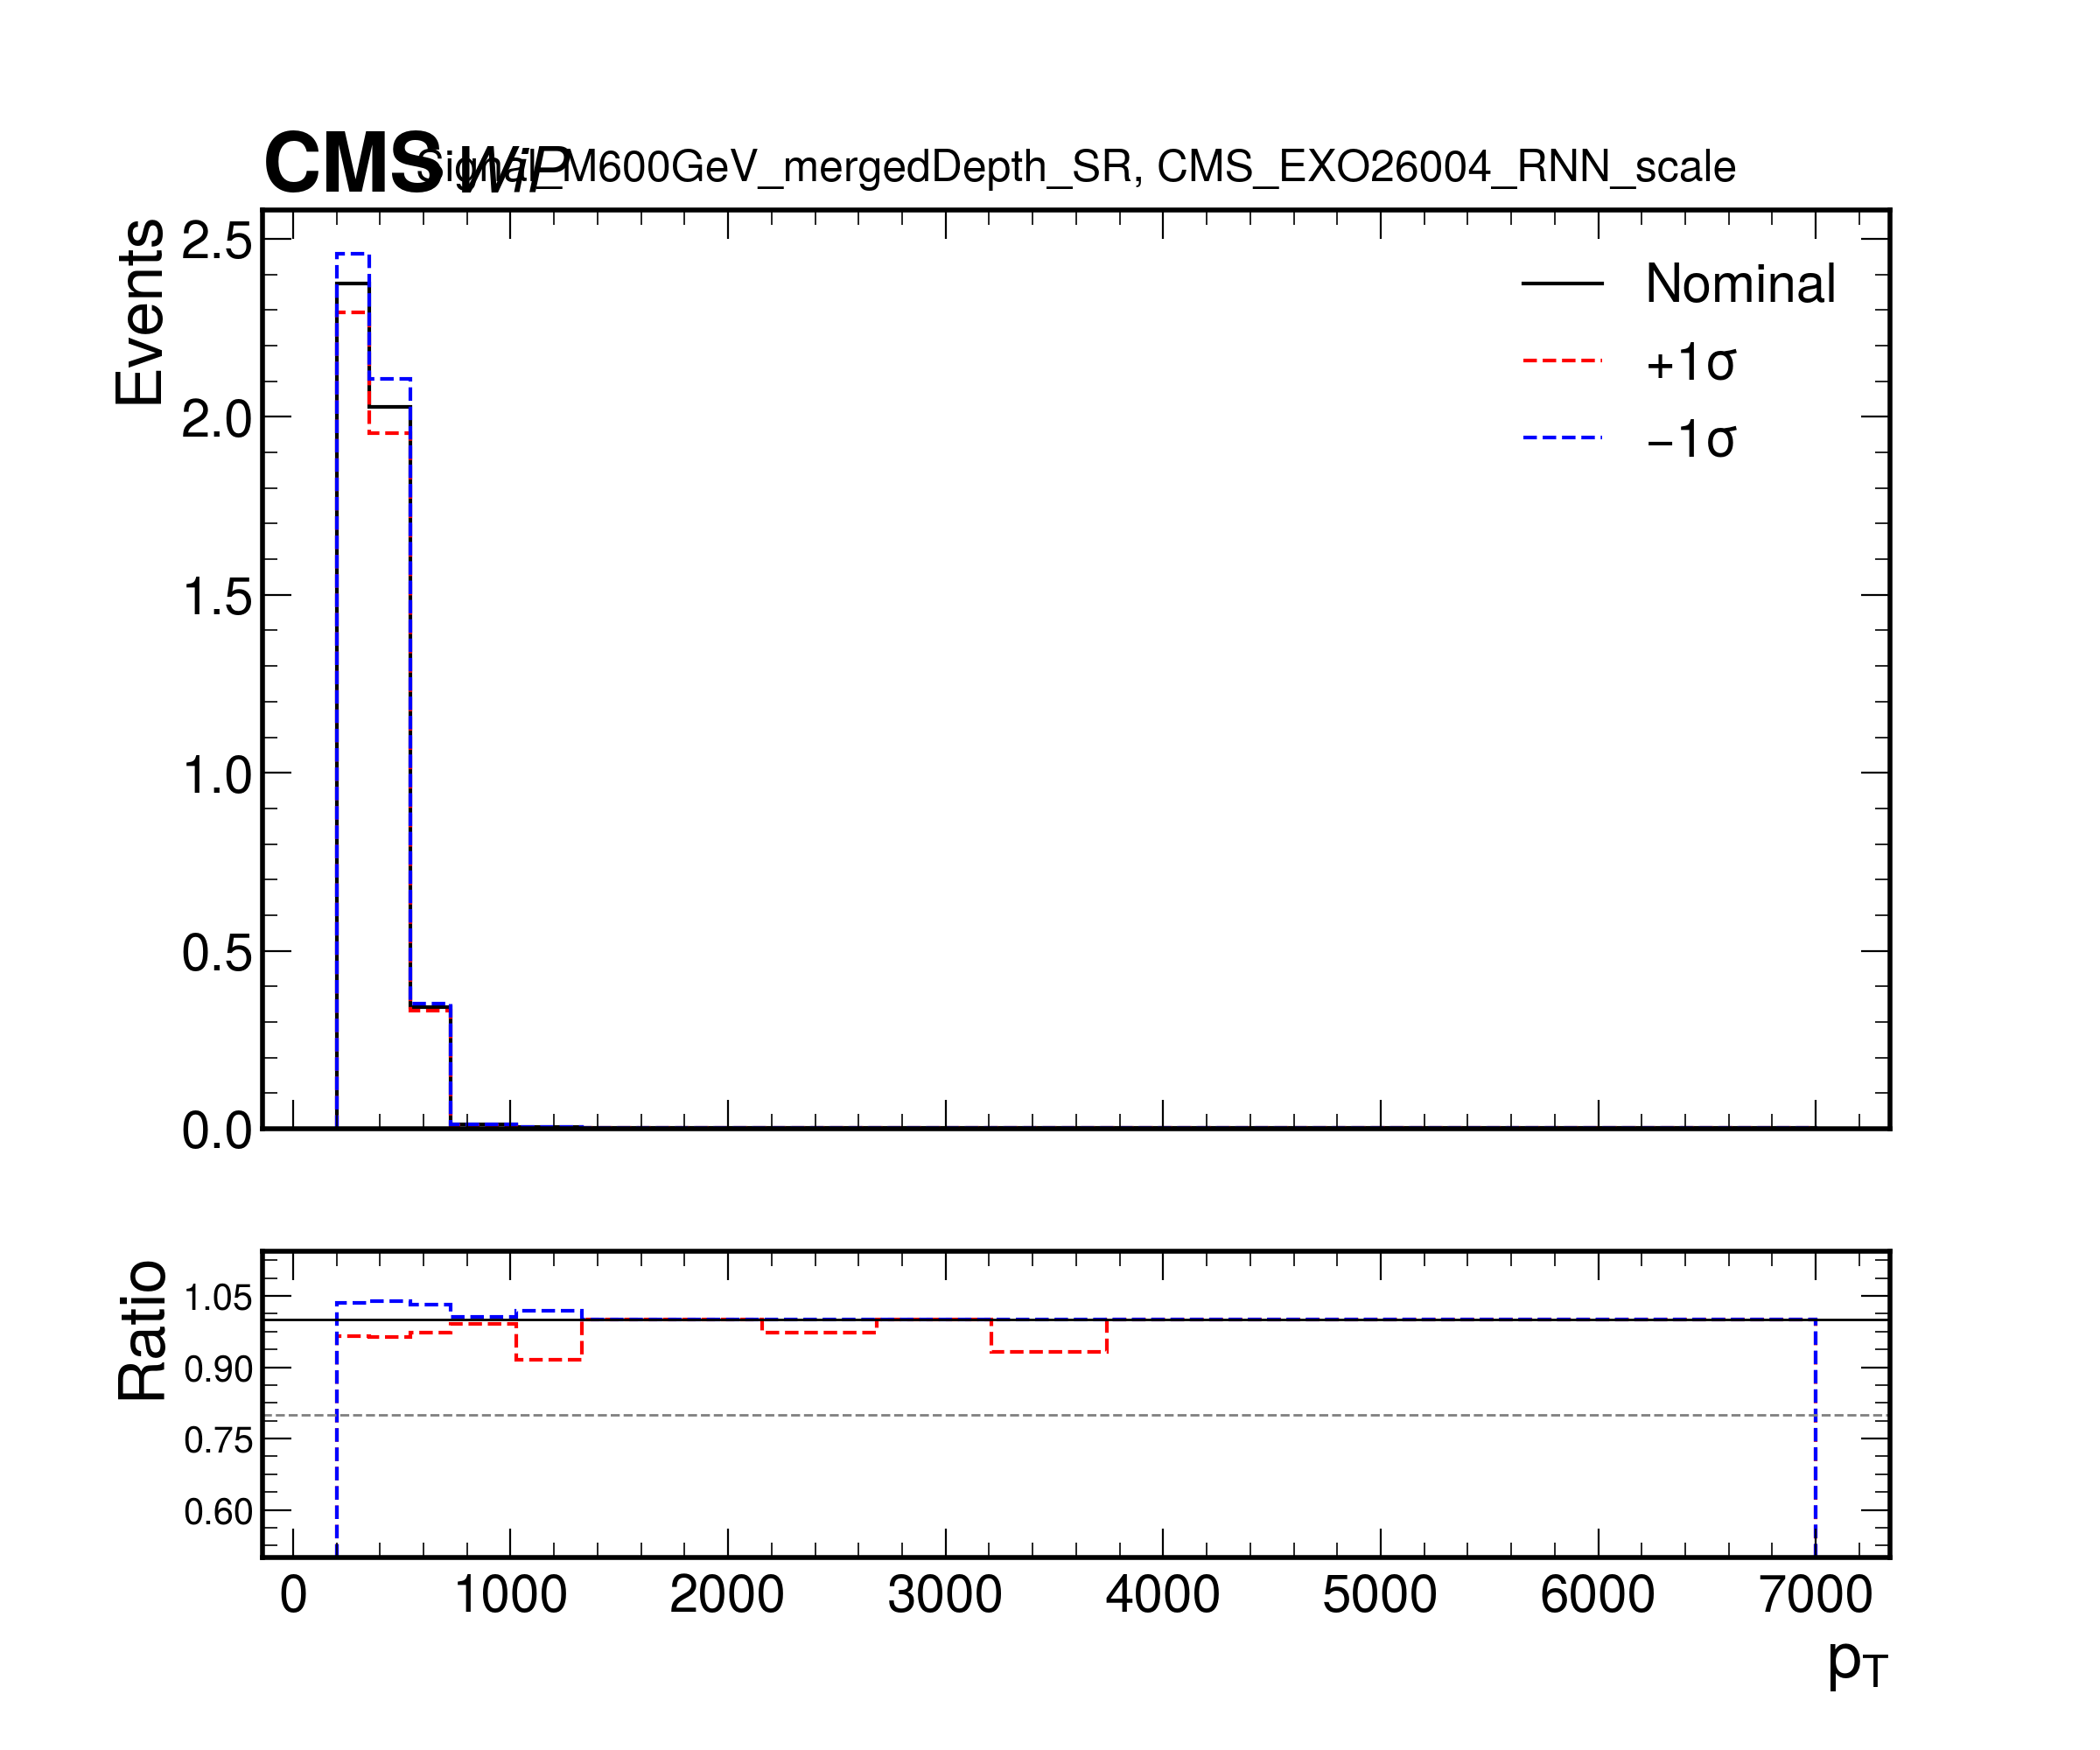 CMS WiP Signal_M600GeV_mergedDepth_SR, CMS_EXO26004_RNN_scale
Events
2.5
2.0
1.5
1.0
0.5
0.0
Nominal
+1σ
−1σ
Ratio
1.05
0.90
0.75
0.60
0 1000 2000 3000 4000 5000 6000 7000
pT